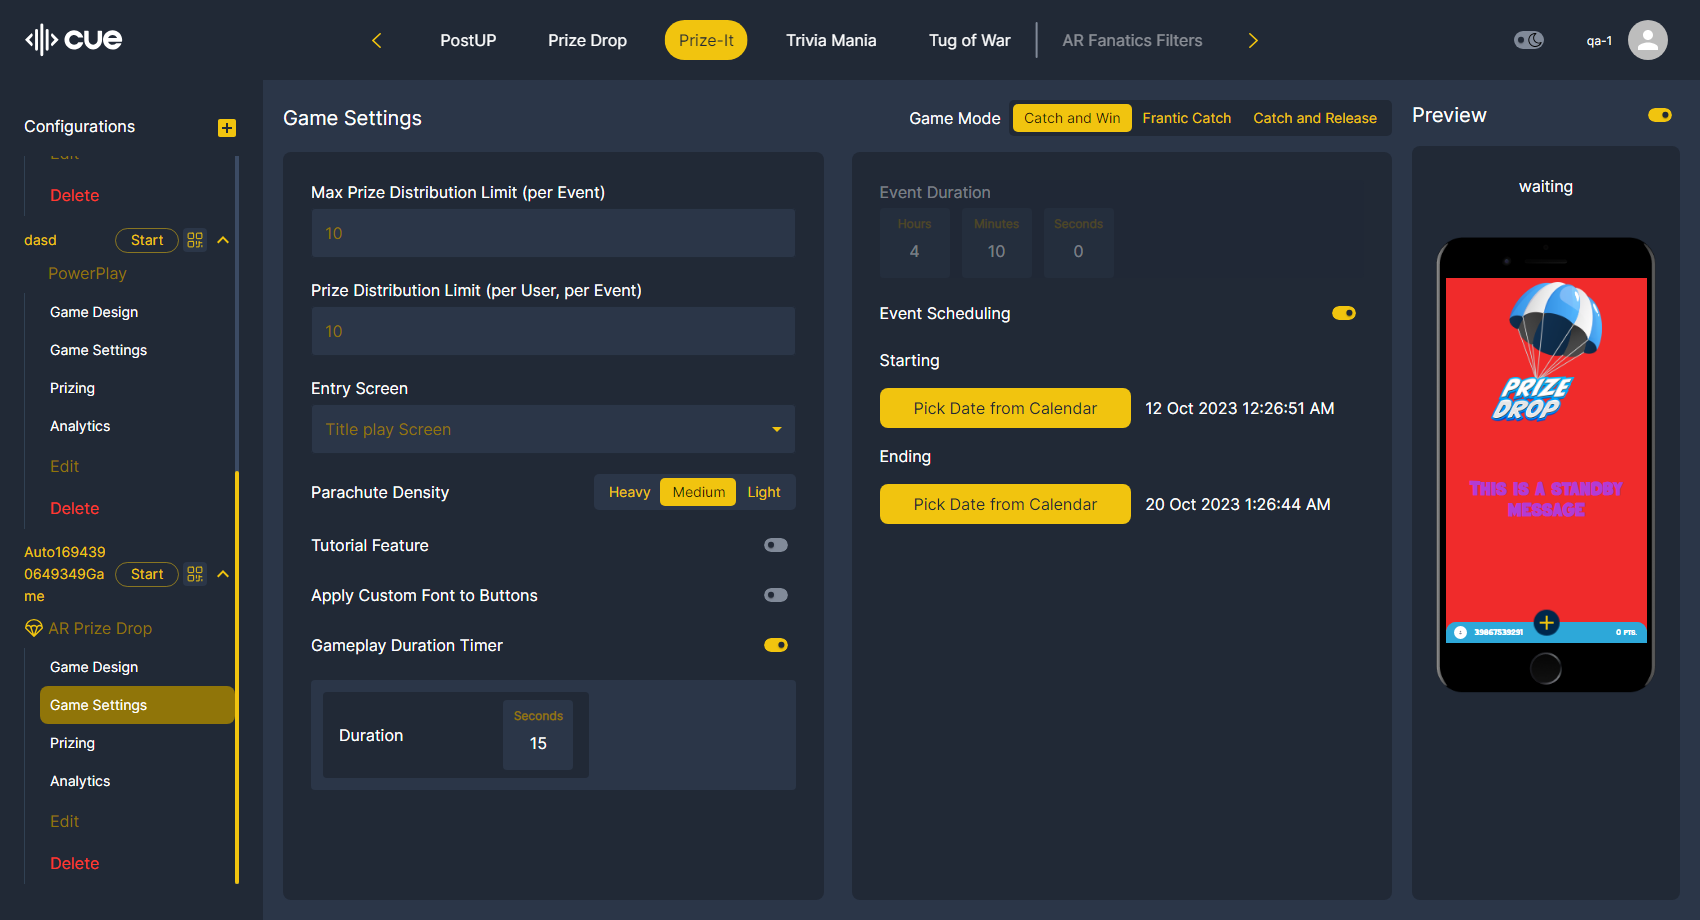 cue
PostUP
Prize Drop
Prize-It
Trivia Mania
Tug of War
AR Fanatics Filters
qa-1
Configurations
Edit
Delete
dasd
Start
PowerPlay
Game Design
Game Settings
Prizing
Analytics
Edit
Delete
Auto169439
0649349Ga
me
Start
AR Prize Drop
Game Design
Game Settings
Prizing
Analytics
Edit
Delete
Game Settings
Game Mode
Catch and Win
Frantic Catch
Catch and Release
Max Prize Distribution Limit (per Event)
10
Prize Distribution Limit (per User, per Event)
10
Entry Screen
Title play Screen
Parachute Density
Heavy
Medium
Light
Tutorial Feature
Apply Custom Font to Buttons
Gameplay Duration Timer
Duration
Seconds
15
Event Duration
Hours
Minutes
Seconds
4
10
0
Event Scheduling
Starting
Pick Date from Calendar
12 Oct 2023 12:26:51 AM
Ending
Pick Date from Calendar
20 Oct 2023 1:26:44 AM
Preview
waiting
PRIZE
DROP
THIS IS A STANDBY
MESSAGE
39867539291
0 PTS.